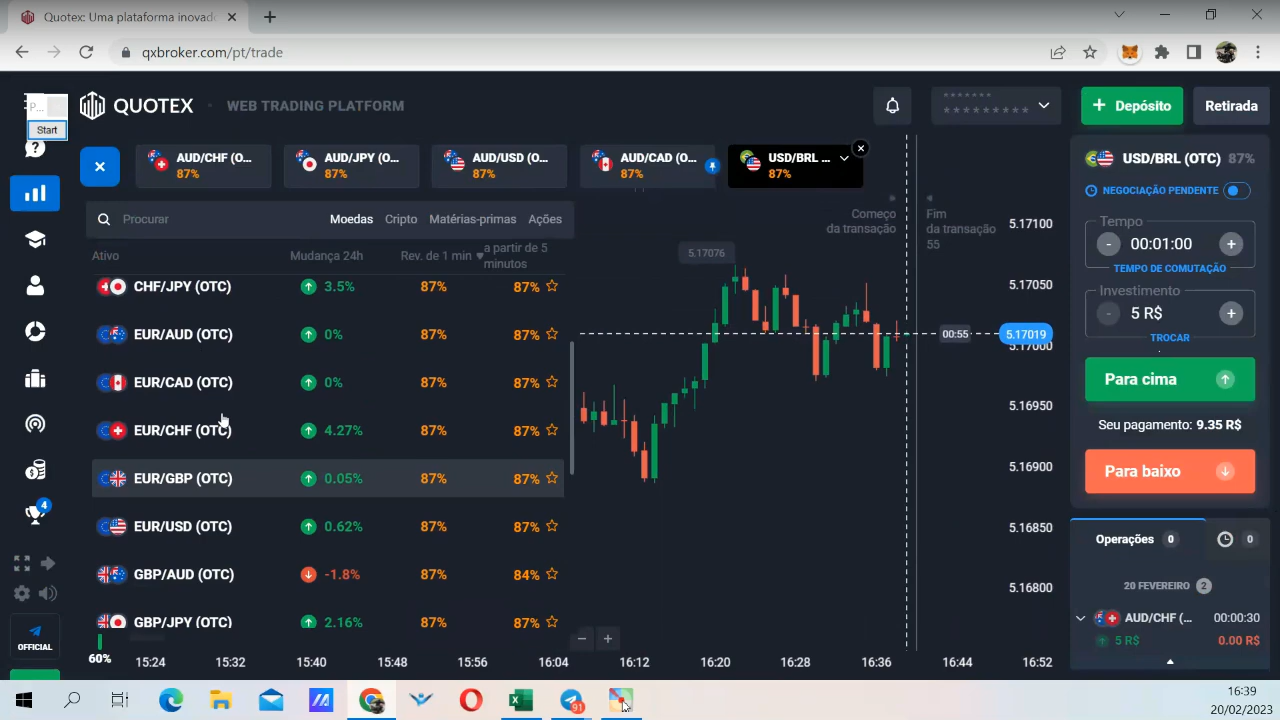 Quotex: Uma plataforma inovado
qxbroker.com/pt/trade
P...
Start
QUOTEX
WEB TRADING PLATFORM
*******
*********
+ Depósito
Retirada
AUD/CHF (O...
87%
AUD/JPY (O...
87%
AUD/USD (O...
87%
AUD/CAD (O...
87%
USD/BRL ...
87%
Procurar
Moedas
Cripto
Matérias-primas
Ações
Ativo
Mudança 24h
Rev. de 1 min
a partir de 5
minutos
CHF/JPY (OTC) 3.5% 87% 87%
EUR/AUD (OTC) 0% 87% 87%
EUR/CAD (OTC) 0% 87% 87%
EUR/CHF (OTC) 4.27% 87% 87%
EUR/GBP (OTC) 0.05% 87% 87%
EUR/USD (OTC) 0.62% 87% 87%
GBP/AUD (OTC) -1.8% 87% 84%
GBP/JPY (OTC) 2.16% 87% 87%
4
OFFICIAL
60%
Começo
da transação
Fim
da transação
55
5.17076
00:55
5.17100
5.17050
5.17019
5.17000
5.16950
5.16900
5.16850
5.16800
15:24 15:32 15:40 15:48 15:56 16:04 16:12 16:20 16:28 16:36 16:44 16:52
USD/BRL (OTC) 87%
NEGOCIAÇÃO PENDENTE
Tempo
- 00:01:00 +
TEMPO DE COMUTAÇÃO
Investimento
- 5 R$ +
TROCAR
Para cima
Seu pagamento: 9.35 R$
Para baixo
Operações 0
0
20 FEVEREIRO 2
AUD/CHF (... 00:00:30
5 R$ 0.00 R$
91
16:39
20/02/2023